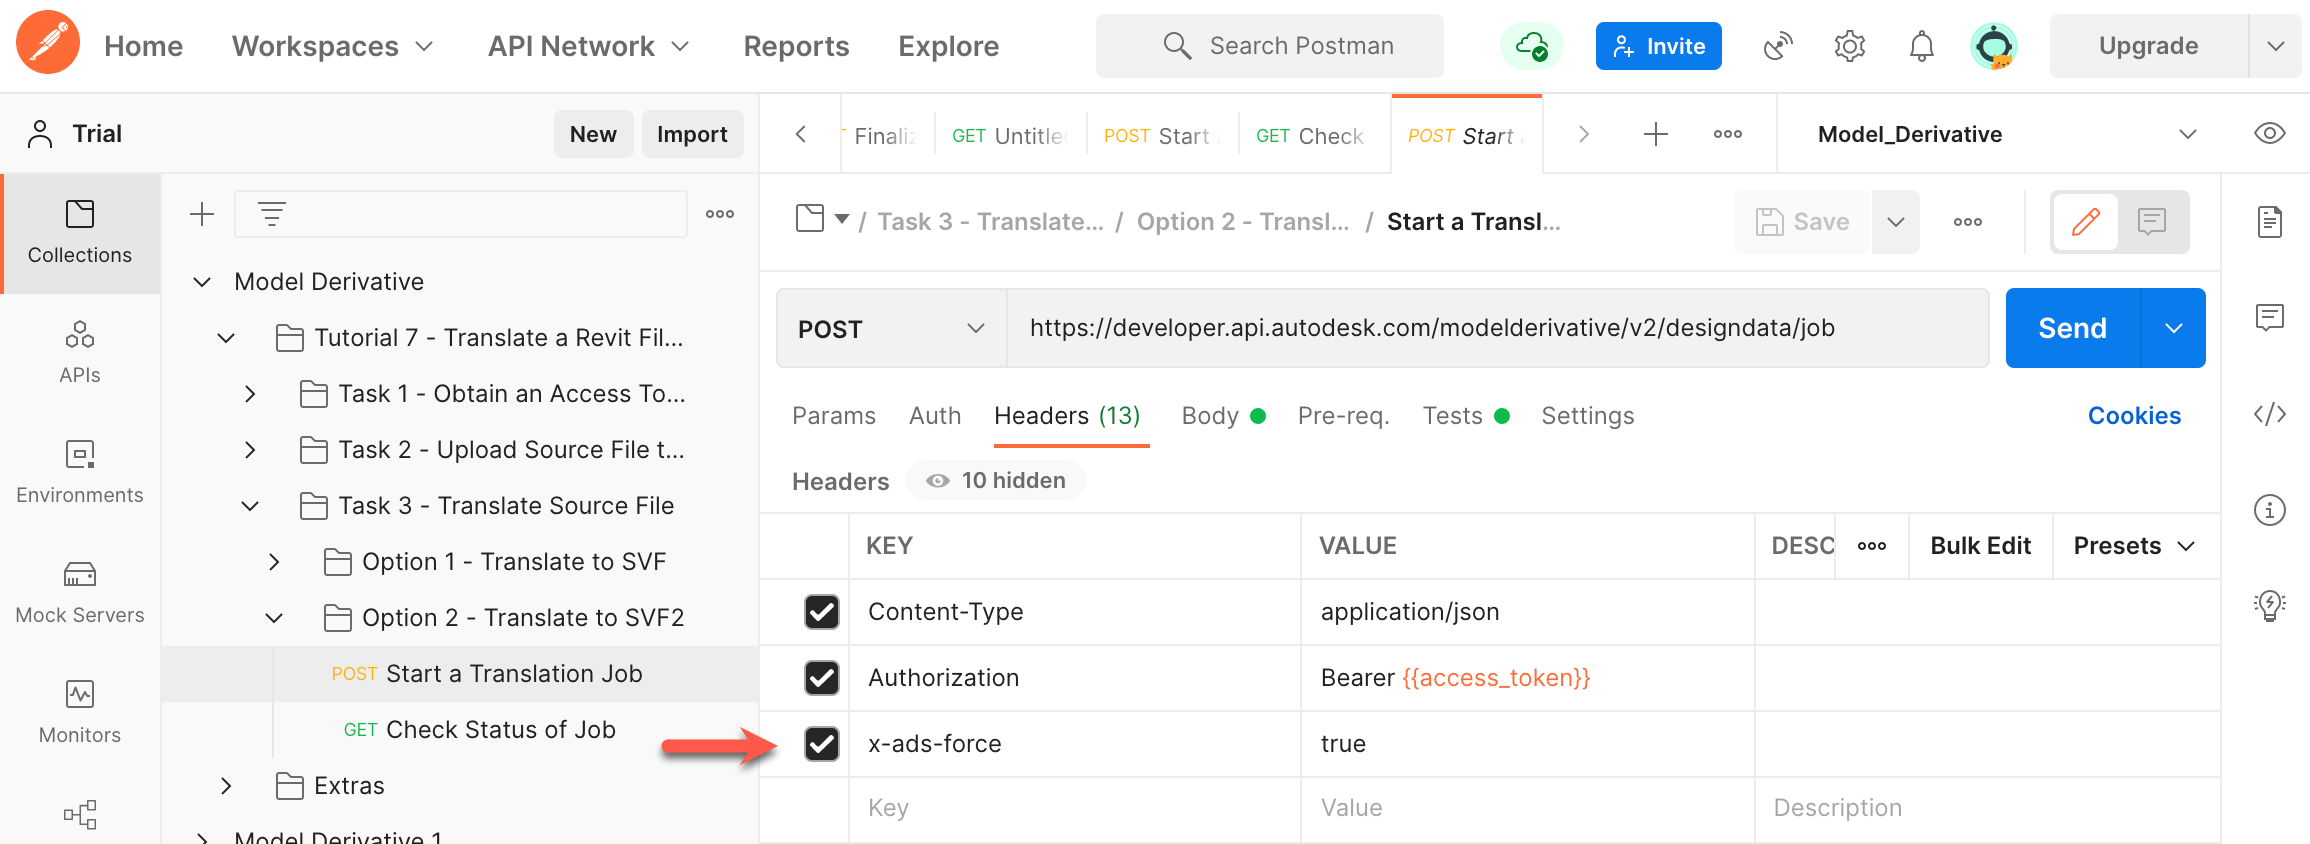 Home Workspaces API Network Reports Explore Search Postman Invite Upgrade
Trial New Import
Finaliz GET Untitled POST Start GET Check POST Start Model_Derivative
Collections
APIs
Environments
Mock Servers
Monitors
Model Derivative
Tutorial 7 - Translate a Revit Fil...
Task 1 - Obtain an Access To...
Task 2 - Upload Source File t...
Task 3 - Translate Source File
Option 1 - Translate to SVF
Option 2 - Translate to SVF2
POST Start a Translation Job
GET Check Status of Job
Extras
Model Derivative 1
/ Task 3 - Translate... / Option 2 - Transl... / Start a Transl... Save
POST https://developer.api.autodesk.com/modelderivative/v2/designdata/job Send
Params Auth Headers (13) Body Pre-req. Tests Settings Cookies
Headers 10 hidden
KEY VALUE DESC Bulk Edit Presets
Content-Type application/json
Authorization Bearer {{access_token}}
x-ads-force true
Key Value Description